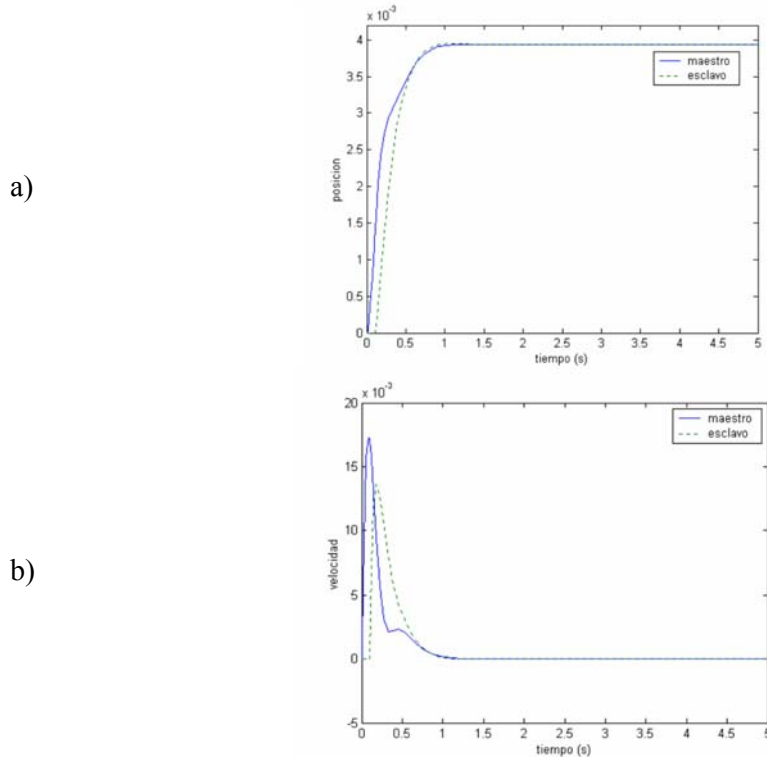 a)
x 10⁻³
4
3.5
3
2.5
2
1.5
1
0.5
0
posicion
maestro
esclavo
0 0.5 1 1.5 2 2.5 3 3.5 4 4.5 5
tiempo (s)
b)
x 10⁻³
20
15
10
5
0
-5
velocidad
maestro
esclavo
0 0.5 1 1.5 2 2.5 3 3.5 4 4.5 5
tiempo (s)